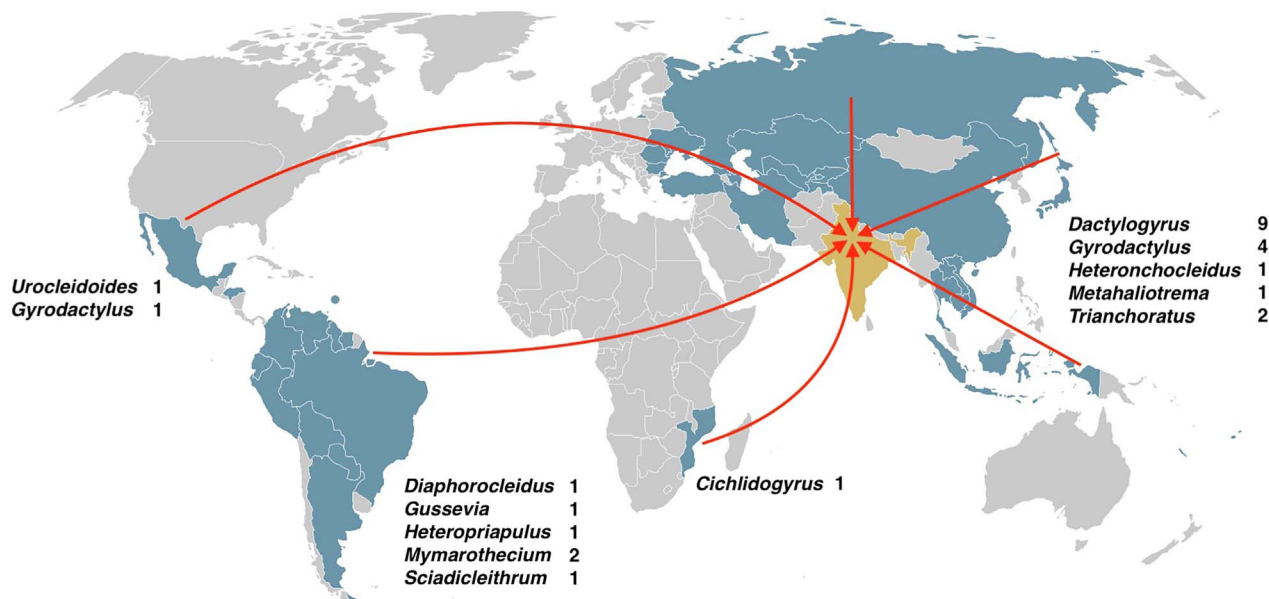 Urocleidoides 1
Gyrodactylus 1
Diaphorocleidus 1
Gussevia 1
Heteropriapulus 1
Mymarothecium 2
Sciadicleithrum 1
Cichlidogyrus 1
Dactylogyrus 9
Gyrodactylus 4
Heteronchocleidus 1
Metahaliotrema 1
Trianchoratus 2